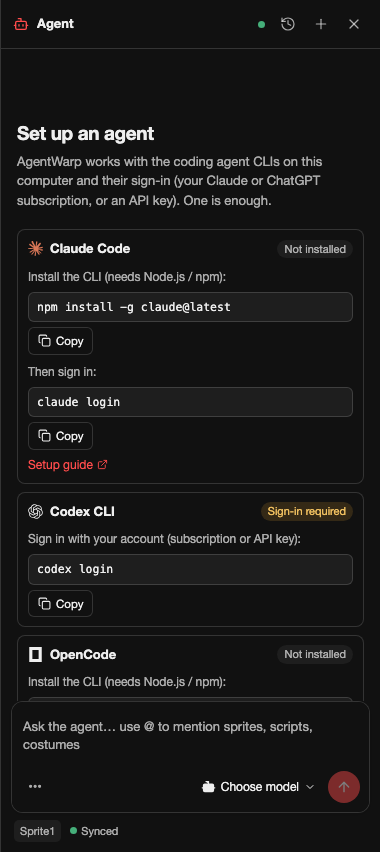 Agent
Set up an agent
AgentWarp works with the coding agent CLIs on this
computer and their sign-in (your Claude or ChatGPT
subscription, or an API key). One is enough.
Claude Code
Not installed
Install the CLI (needs Node.js / npm):
npm install -g claude@latest
Copy
Then sign in:
claude login
Copy
Setup guide
Codex CLI
Sign-in required
Sign in with your account (subscription or API key):
codex login
Copy
OpenCode
Not installed
Install the CLI (needs Node.js / npm):
Ask the agent… use @ to mention sprites, scripts,
costumes
Choose model
Sprite1
Synced